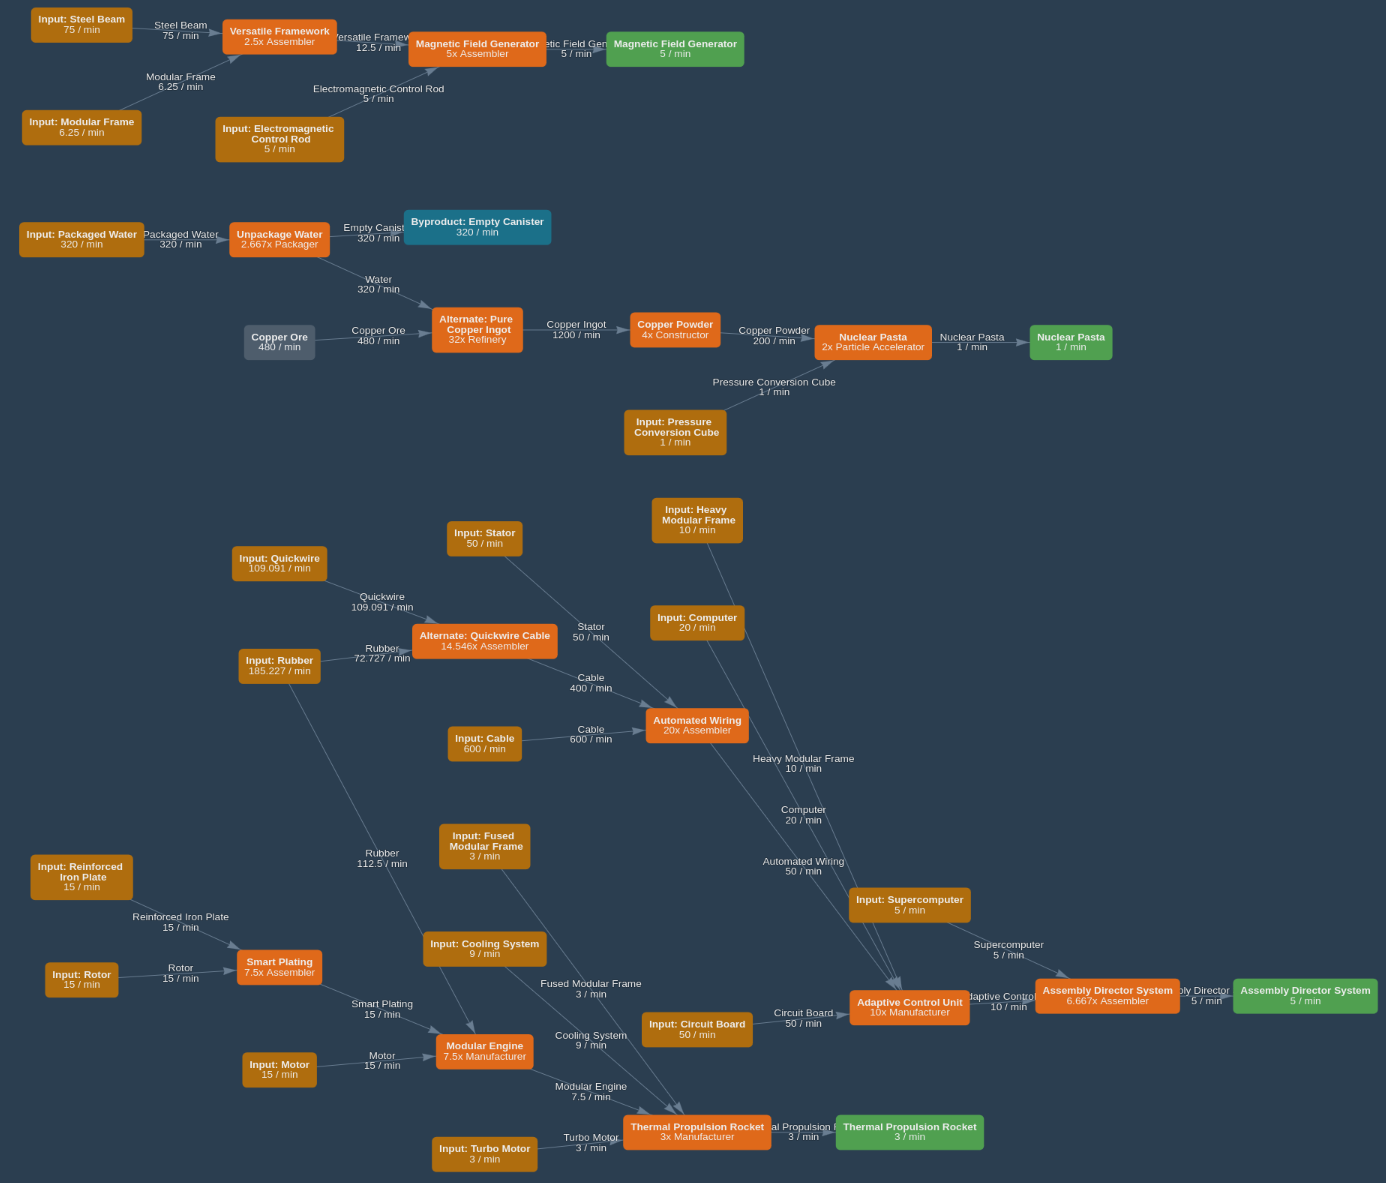 Input: Steel Beam
75 / min
Steel Beam
75 / min
Versatile Framework
2.5x Assembler
12.5 / min
Magnetic Field Generator
5x Assembler
etic Field Gen
5 / min
Magnetic Field Generator
5 / min
Modular Frame
6.25 / min
Electromagnetic Control Rod
5 / min
Input: Modular Frame
6.25 / min
Input: Electromagnetic
Control Rod
5 / min
Input: Packaged Water
320 / min
Packaged Water
320 / min
Unpackage Water
2.667x Packager
Empty Canist
320 / min
Byproduct: Empty Canister
320 / min
Water
320 / min
Copper Ore
480 / min
Copper Ore
480 / min
Alternate: Pure
Copper Ingot
32x Refinery
Copper Ingot
1200 / min
Copper Powder
4x Constructor
Copper Powder
200 / min
Nuclear Pasta
2x Particle Accelerator
Nuclear Pasta
1 / min
Nuclear Pasta
1 / min
Pressure Conversion Cube
1 / min
Input: Pressure
Conversion Cube
1 / min
Input: Heavy
Modular Frame
10 / min
Input: Stator
50 / min
Input: Quickwire
109.091 / min
Quickwire
109.091 / min
Input: Computer
20 / min
Stator
50 / min
Alternate: Quickwire Cable
14.546x Assembler
Rubber
72.727 / min
Input: Rubber
185.227 / min
Cable
400 / min
Automated Wiring
20x Assembler
Input: Cable
600 / min
Cable
600 / min
Heavy Modular Frame
10 / min
Computer
20 / min
Input: Fused
Modular Frame
3 / min
Rubber
112.5 / min
Automated Wiring
50 / min
Input: Reinforced
Iron Plate
15 / min
Reinforced Iron Plate
15 / min
Input: Supercomputer
5 / min
Supercomputer
5 / min
Input: Cooling System
9 / min
Input: Rotor
15 / min
Rotor
15 / min
Smart Plating
7.5x Assembler
Fused Modular Frame
3 / min
Smart Plating
15 / min
Input: Circuit Board
50 / min
Circuit Board
50 / min
Adaptive Control Unit
10x Manufacturer
daptive Control
10 / min
Assembly Director System
6.667x Assembler
bly Director
5 / min
Assembly Director System
5 / min
Cooling System
9 / min
Input: Motor
15 / min
Motor
15 / min
Modular Engine
7.5x Manufacturer
Modular Engine
7.5 / min
Input: Turbo Motor
3 / min
Turbo Motor
3 / min
Thermal Propulsion Rocket
3x Manufacturer
al Propulsion
3 / min
Thermal Propulsion Rocket
3 / min